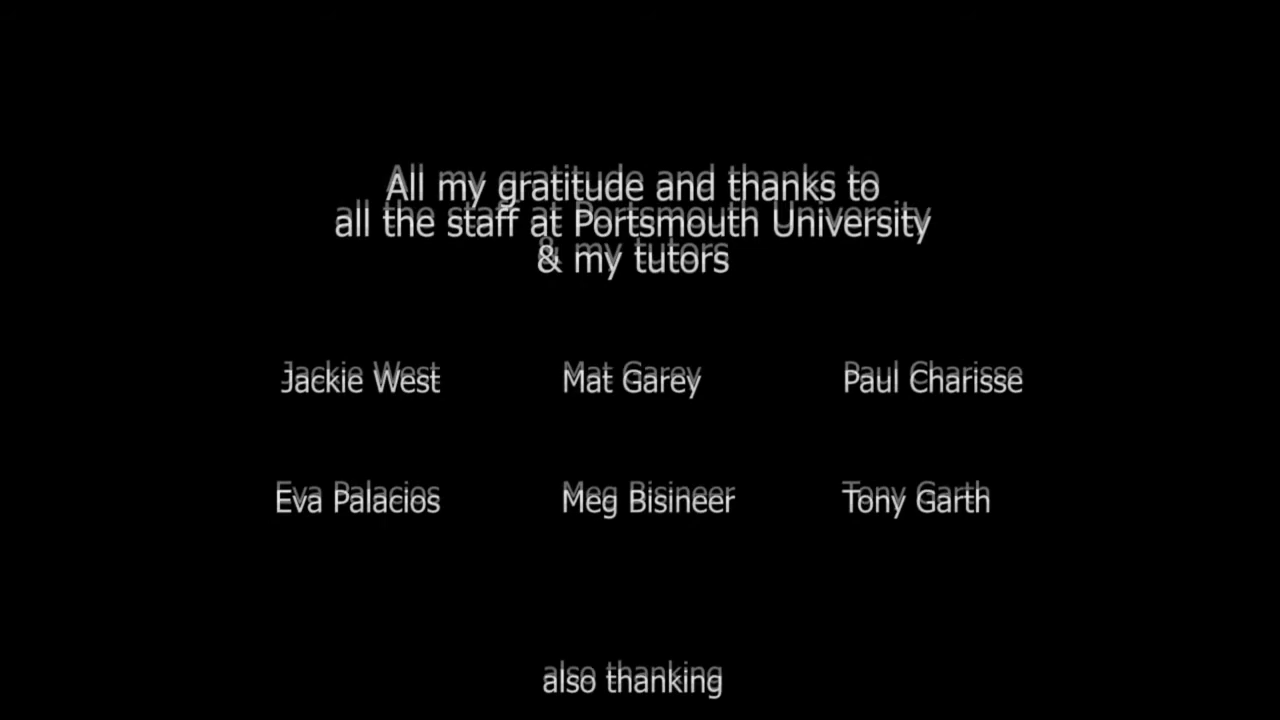 All my gratitude and thanks to
all the staff at Portsmouth University
& my tutors
Jackie West Mat Garey Paul Charisse
Eva Palacios Meg Bisineer Tony Garth
also thanking